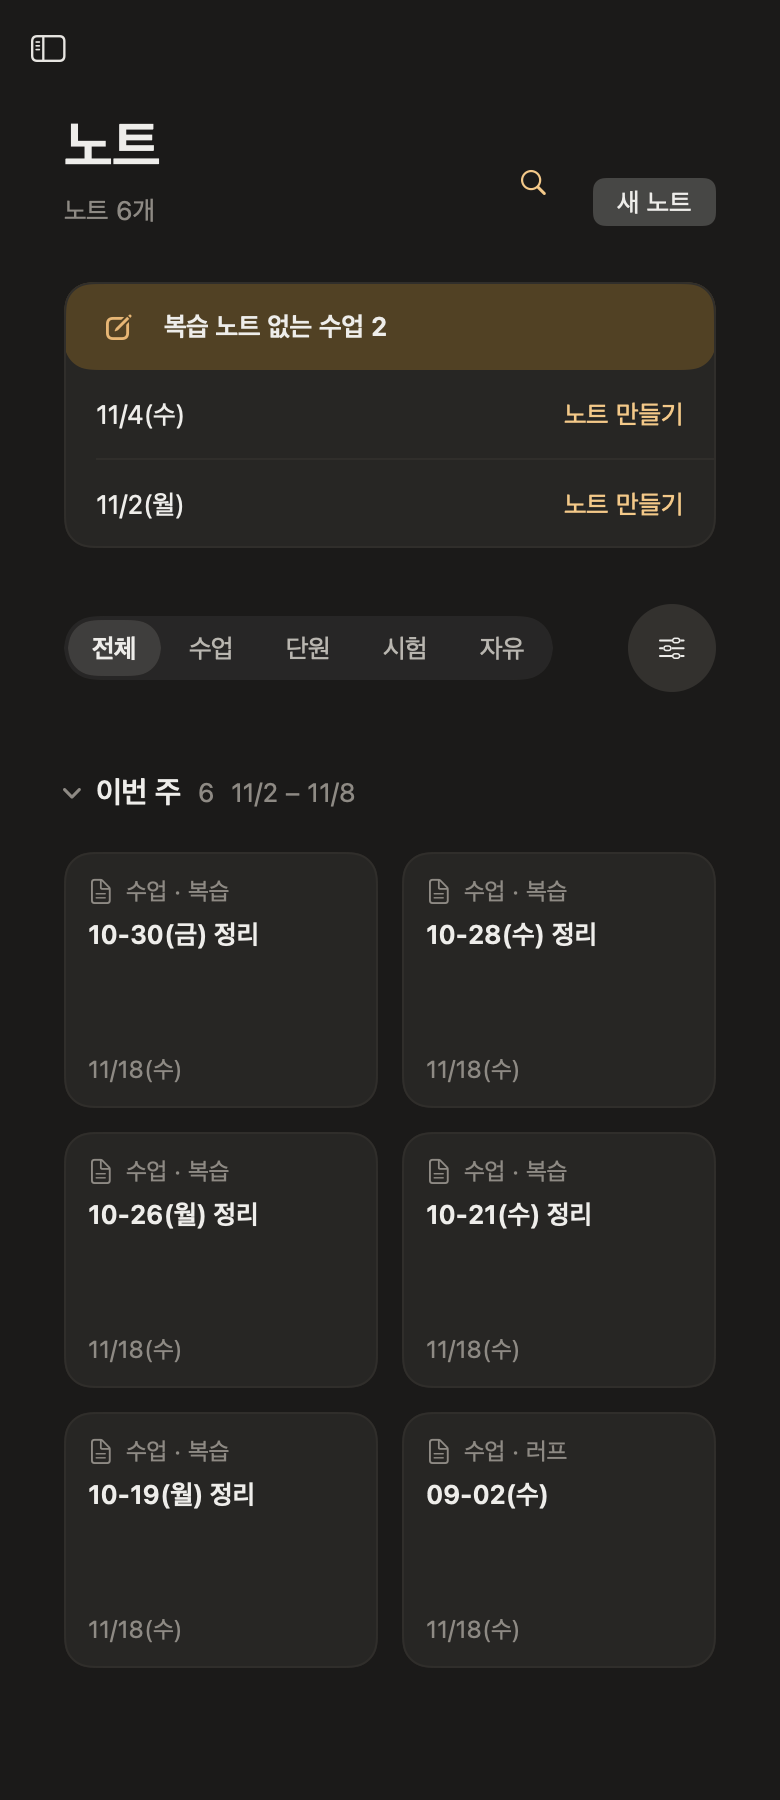 노트
노트 6개
새 노트
복습 노트 없는 수업 2
11/4(수) 노트 만들기
11/2(월) 노트 만들기
전체 수업 단원 시험 자유
이번 주 6 11/2 – 11/8
수업 · 복습
10-30(금) 정리
11/18(수)
수업 · 복습
10-28(수) 정리
11/18(수)
수업 · 복습
10-26(월) 정리
11/18(수)
수업 · 복습
10-21(수) 정리
11/18(수)
수업 · 복습
10-19(월) 정리
11/18(수)
수업 · 러프
09-02(수)
11/18(수)